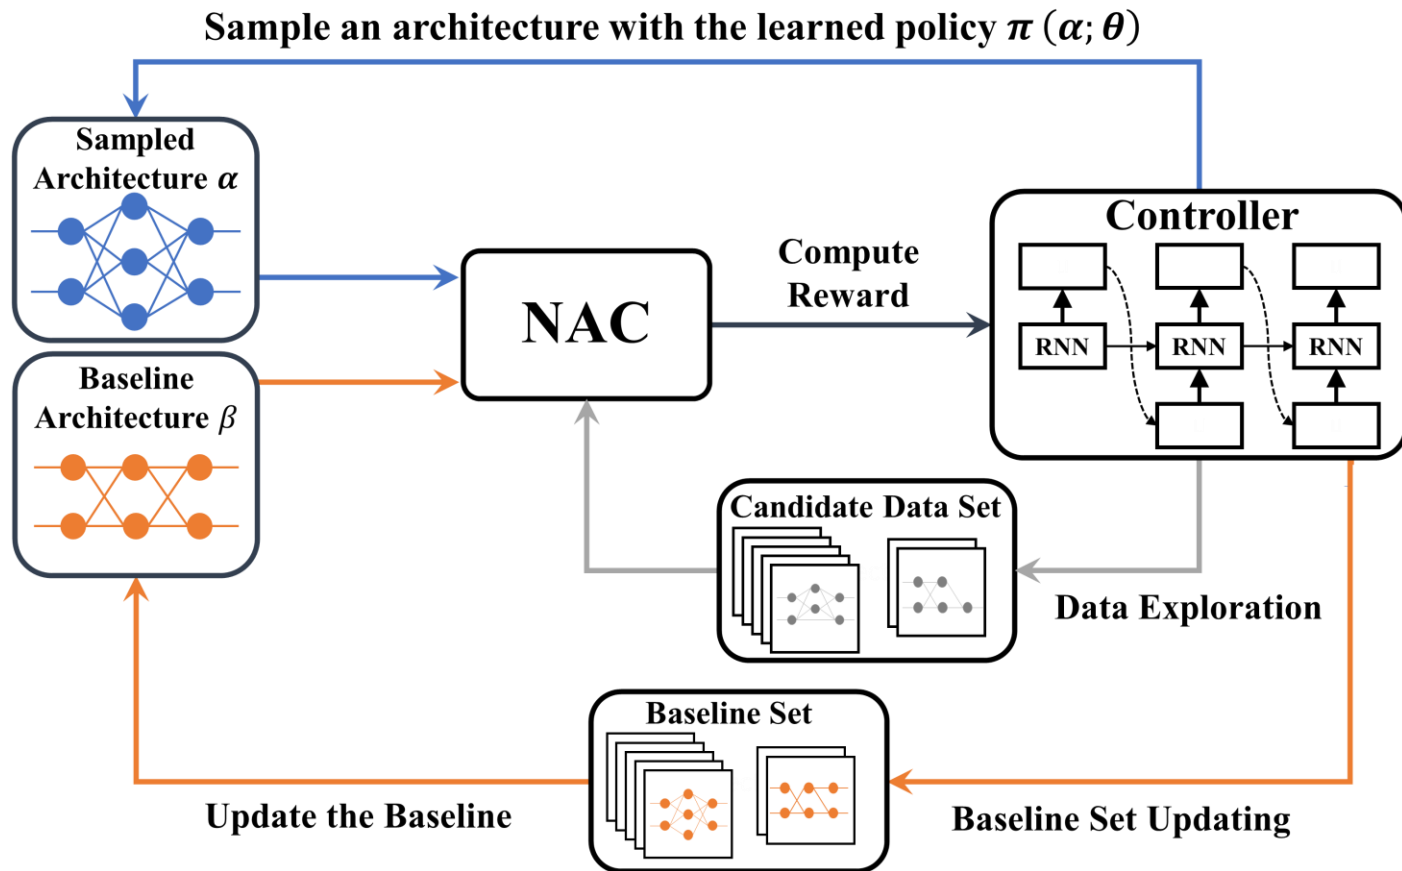 Sample an architecture with the learned policy π (α; θ)
Sampled
Architecture α
Baseline
Architecture β
NAC
Compute
Reward
Controller
RNN
RNN
RNN
Candidate Data Set
Data Exploration
Baseline Set
Update the Baseline
Baseline Set Updating